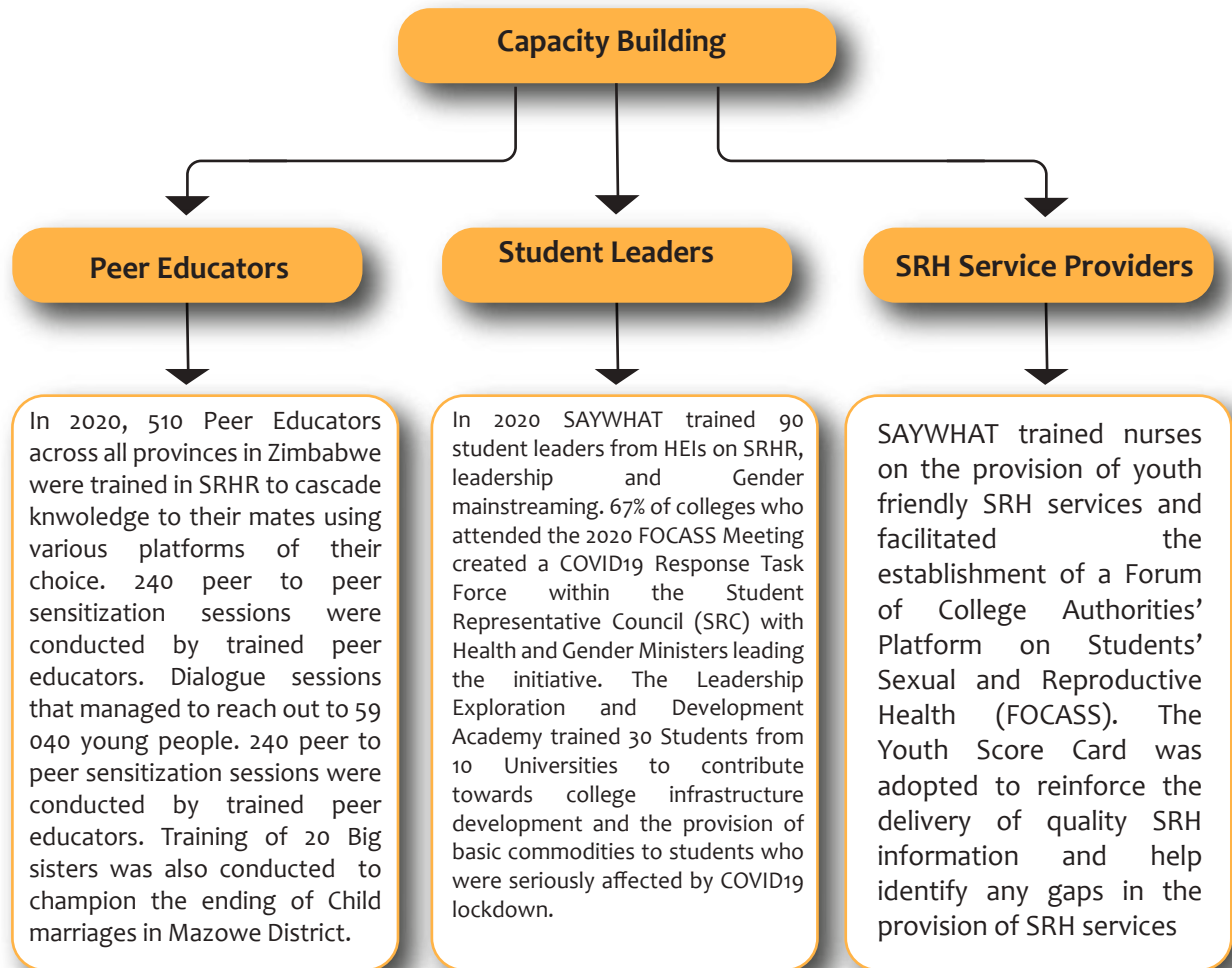 Capacity Building
Peer Educators
In 2020, 510 Peer Educators
across all provinces in Zimbabwe
were trained in SRHR to cascade
knwoledge to their mates using
various platforms of their
choice. 240 peer to peer
sensitization sessions were
conducted by trained peer
educators. Dialogue sessions
that managed to reach out to 59
040 young people. 240 peer to
peer sensitization sessions were
conducted by trained peer
educators. Training of 20 Big
sisters was also conducted to
champion the ending of Child
marriages in Mazowe District.
Student Leaders
In 2020 SAYWHAT trained 90
student leaders from HEIs on SRHR,
leadership and Gender
mainstreaming. 67% of colleges who
attended the 2020 FOCASS Meeting
created a COVID19 Response Task
Force within the Student
Representative Council (SRC) with
Health and Gender Ministers leading
the initiative. The Leadership
Exploration and Development
Academy trained 30 Students from
10 Universities to contribute
towards college infrastructure
development and the provision of
basic commodities to students who
were seriously affected by COVID19
lockdown.
SRH Service Providers
SAYWHAT trained nurses
on the provision of youth
friendly SRH services and
facilitated the
establishment of a Forum
of College Authorities’
Platform on Students’
Sexual and Reproductive
Health (FOCASS). The
Youth Score Card was
adopted to reinforce the
delivery of quality SRH
information and help
identify any gaps in the
provision of SRH services